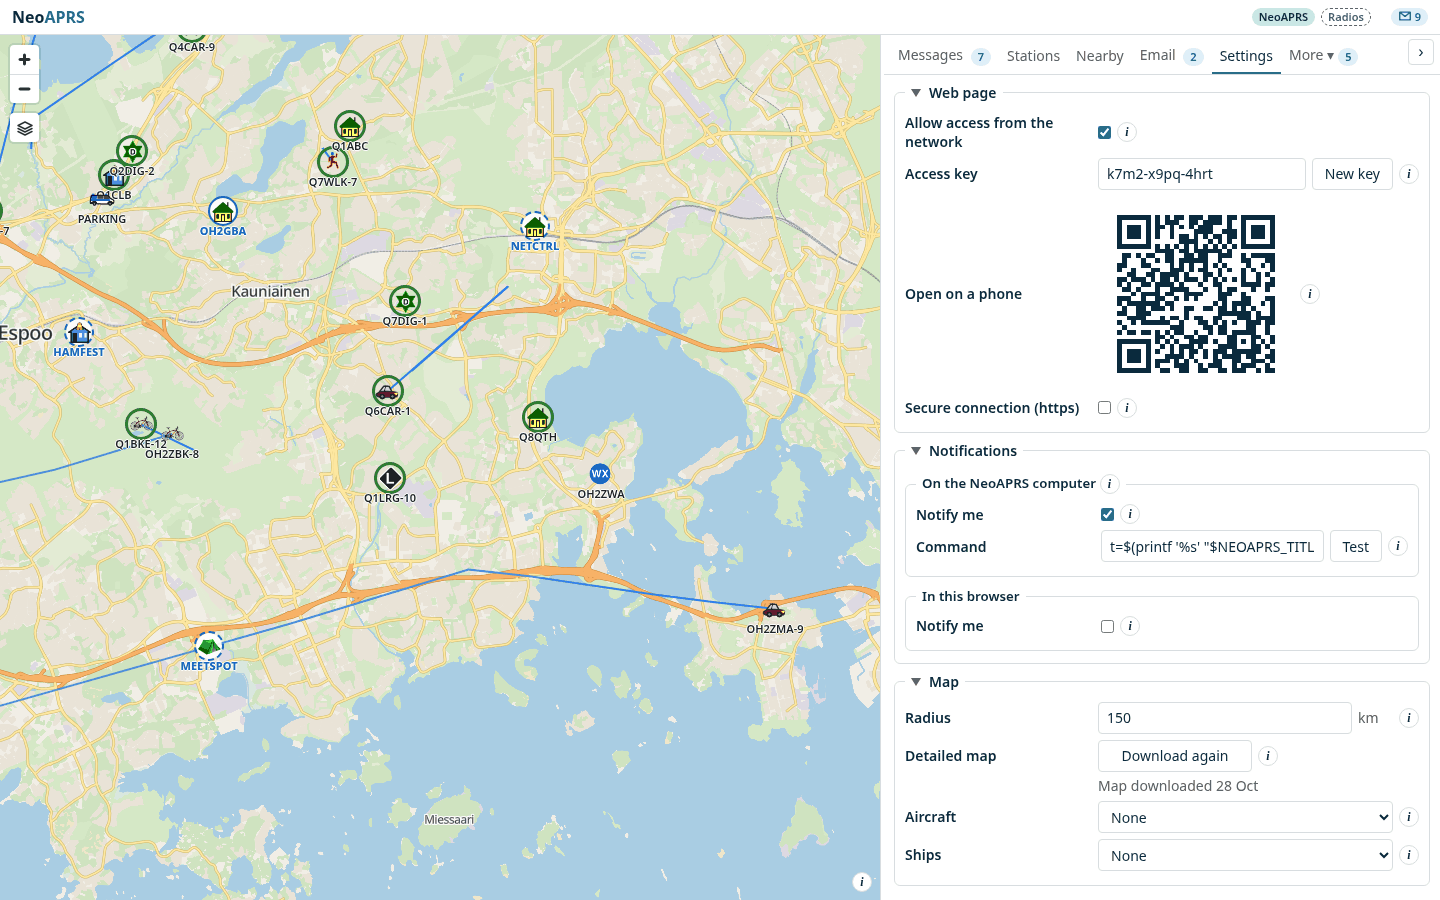 NeoAPRS
NeoAPRS
Radios
9
Messages 7
Stations
Nearby
Email 2
Settings
More ▾ 5
›
+
−
Q4CAR-9
Q1ABC
Q7WLK-7
D
Q2DIG-2
Q1CLB
PARKING
-7
OH2GBA
NETCTRL
Kauniainen
D
Q7DIG-1
Espoo
HAMFEST
Q6CAR-1
Q8QTH
Q1BKE-12
OH2ZBK-8
L
Q1LRG-10
WX
OH2ZWA
OH2ZMA-9
MEETSPOT
Miessaari
i
Web page
Allow access from the
network
i
Access key
k7m2-x9pq-4hrt
New key
i
Open on a phone
i
Secure connection (https)
i
Notifications
On the NeoAPRS computer i
Notify me
i
Command
t=$(printf '%s' "$NEOAPRS_TITL
Test
i
In this browser
Notify me
i
Map
Radius
150
km
i
Detailed map
Download again
i
Map downloaded 28 Oct
Aircraft
None
i
Ships
None
i